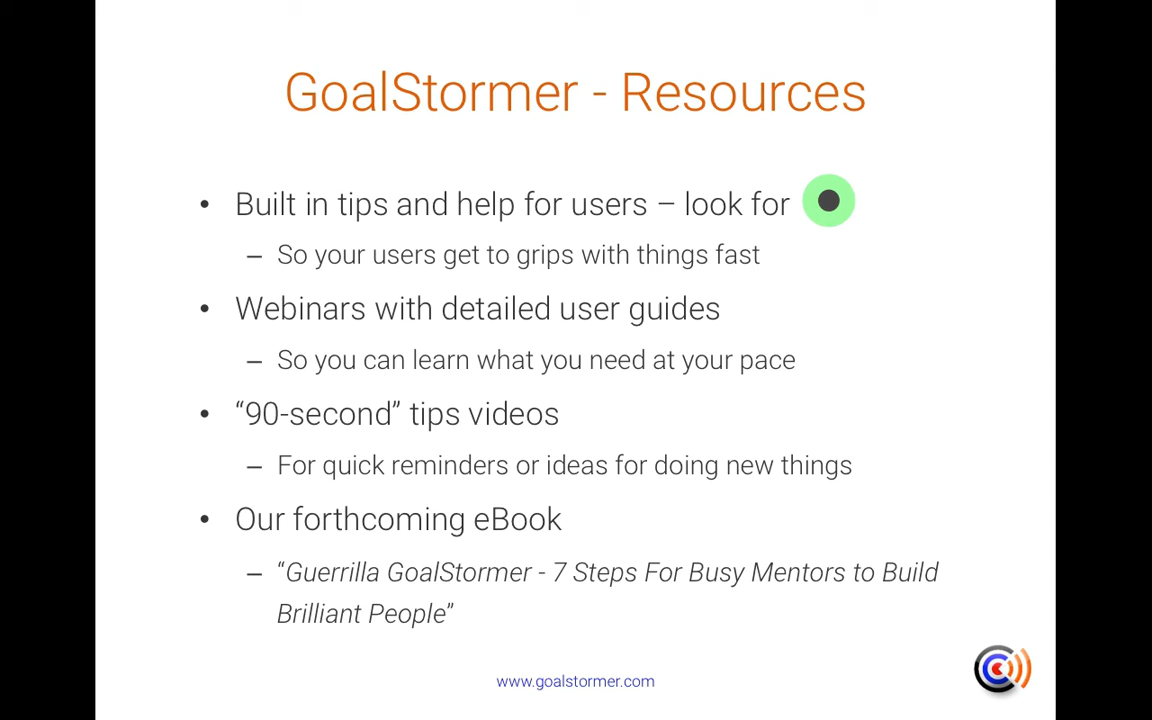 GoalStormer - Resources
• Built in tips and help for users – look for
– So your users get to grips with things fast
• Webinars with detailed user guides
– So you can learn what you need at your pace
• “90-second” tips videos
– For quick reminders or ideas for doing new things
• Our forthcoming eBook
– “Guerrilla GoalStormer - 7 Steps For Busy Mentors to Build
Brilliant People”
www.goalstormer.com